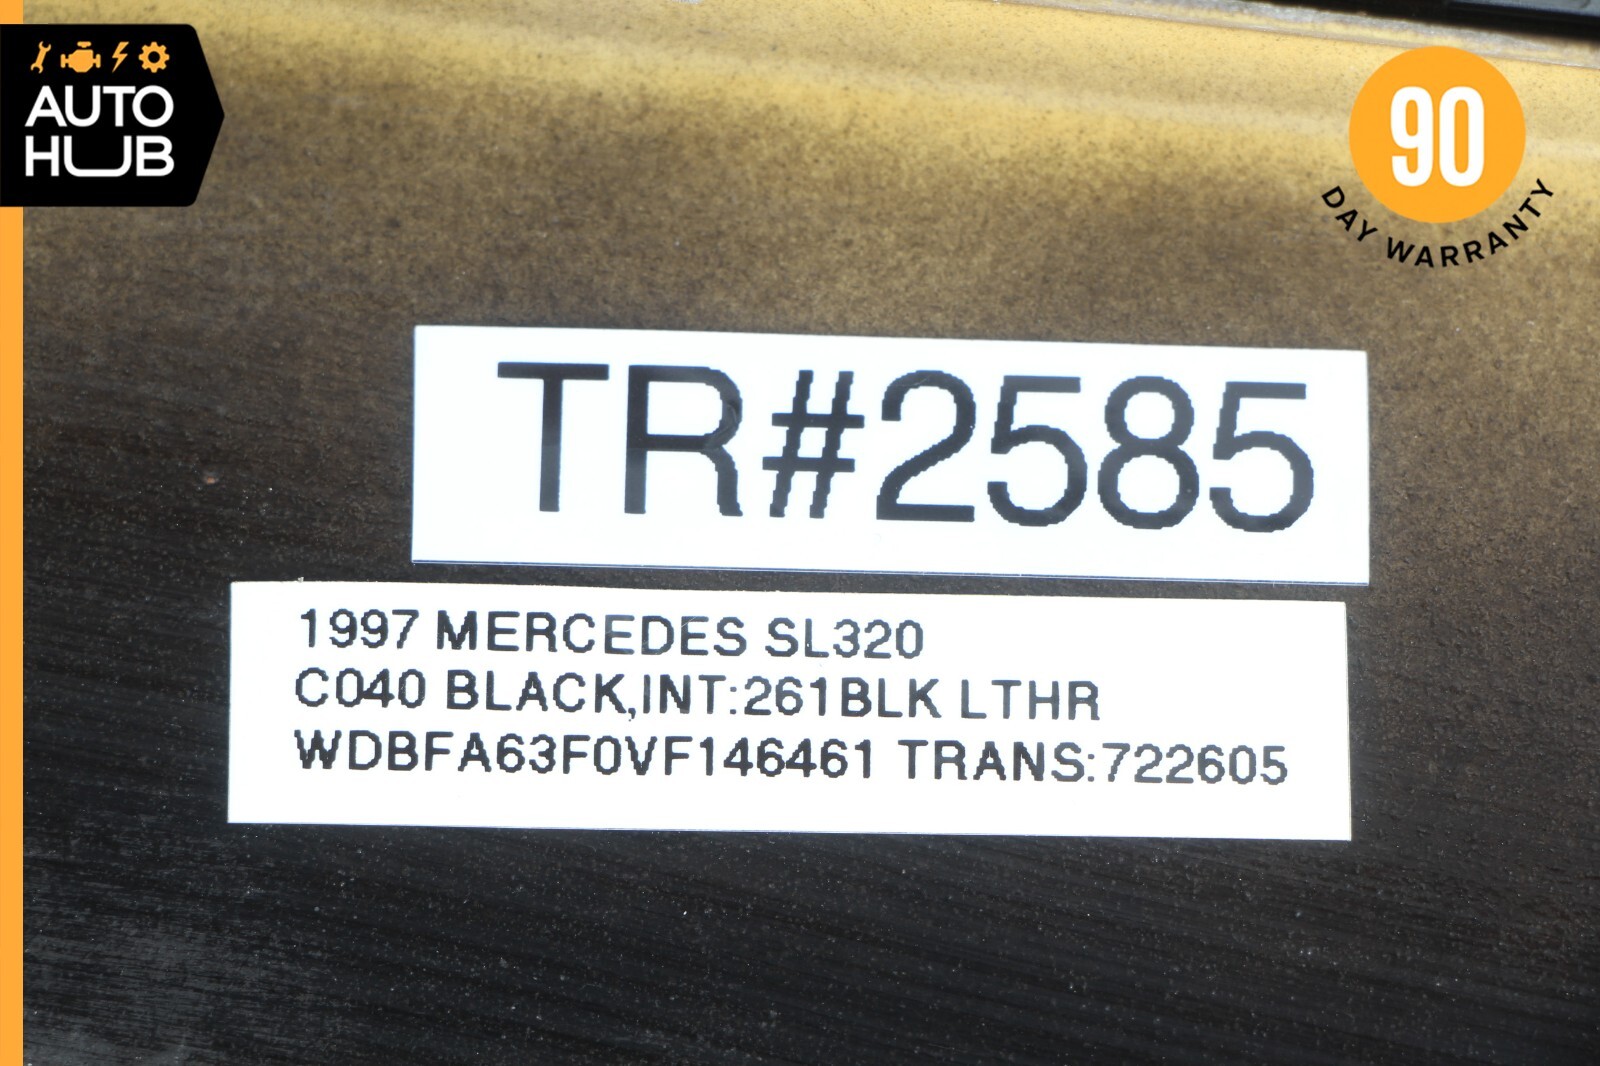 AUTO
HUB
90
DAY WARRANTY
TR#2585
1997 MERCEDES SL320
C040 BLACK,INT:261BLK LTHR
WDBFA63F0VF146461 TRANS:722605